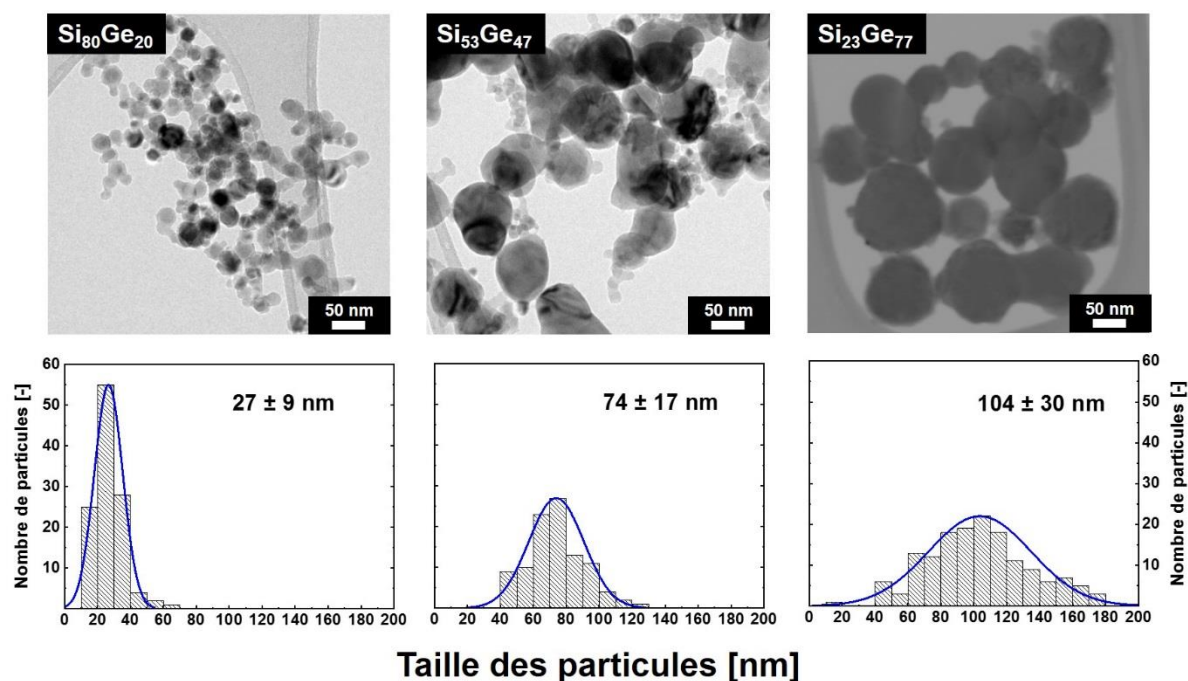 Si80Ge20
Si53Ge47
Si23Ge77
50 nm
50 nm
50 nm
60
50
40
30
20
10
Nombre de particules [-]
27 ± 9 nm
0 20 40 60 80 100 120 140 160 180 200
74 ± 17 nm
0 20 40 60 80 100 120 140 160 180 200
104 ± 30 nm
0 20 40 60 80 100 120 140 160 180 200
60
50
40
30
20
10
0
Nombre de particules [-]
Taille des particules [nm]